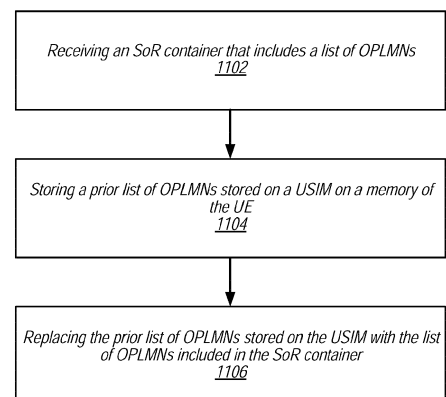 Receiving an SoR container that includes a list of OPLMNs
1102
Storing a prior list of OPLMNs stored on a USIM on a memory of
the UE
1104
Replacing the prior list of OPLMNs stored on the USIM with the list
of OPLMNs included in the SoR container
1106